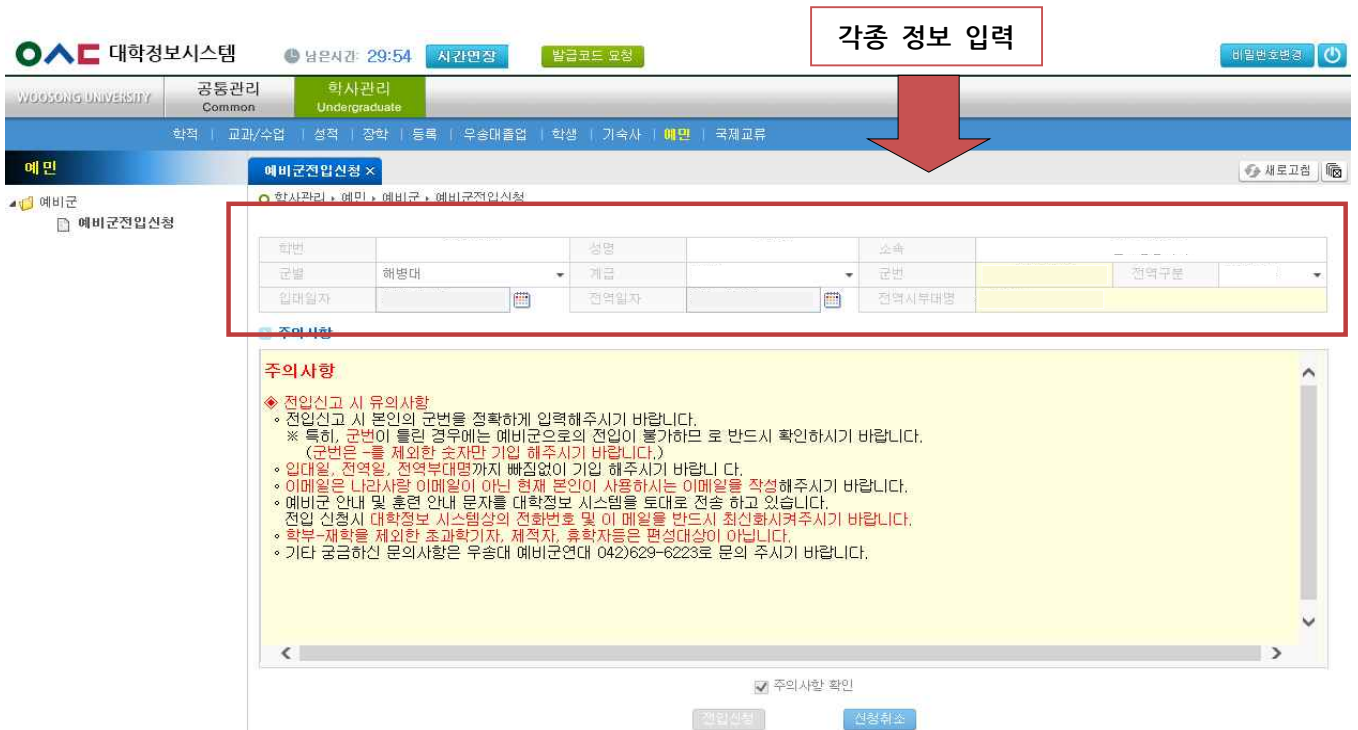 각종 정보 입력
대학정보시스템 남은시간: 29:54 시간연장 발급코드 요청 비밀번호변경
WOOSONG UNIVERSITY 공통관리 학사관리
Common Undergraduate
학적 | 교과/수업 | 성적 | 장학 | 등록 | 우송대졸업 | 학생 | 기숙사 | 예민 | 국제교류
예민 예비군전입신청 × 새로고침
예비군 학사관리 예민 예비군 예비군전입신청
예비군전입신청
학번 성명 소속
군별 해병대 계급 군번 전역구분
입대일자 전역일자 전역시부대명
주의사항
주의사항
◈ 전입신고 시 유의사항
∘ 전입신고 시 본인의 군번을 정확하게 입력해주시기 바랍니다.
※ 특히, 군번이 틀린 경우에는 예비군으로의 전입이 불가하므 로 반드시 확인하시기 바랍니다.
(군번은 -를 제외한 숫자만 기입 해주시기 바랍니다.)
∘ 입대일, 전역일, 전역부대명까지 빠짐없이 기입 해주시기 바랍니 다.
∘ 이메일은 나라사랑 이메일이 아닌 현재 본인이 사용하시는 이메일을 작성해주시기 바랍니다.
∘ 예비군 안내 및 훈련 안내 문자를 대학정보 시스템을 토대로 전송 하고 있습니다.
전입 신청시 대학정보 시스템상의 전화번호 및 이 메일을 반드시 최신화시켜주시기 바랍니다.
∘ 학부-재학을 제외한 초과학기자, 제적자, 휴학자등은 편성대상이 아닙니다.
∘ 기타 궁금하신 문의사항은 우송대 예비군연대 042)629-6223로 문의 주시기 바랍니다.
주의사항 확인
전입신청 신청취소